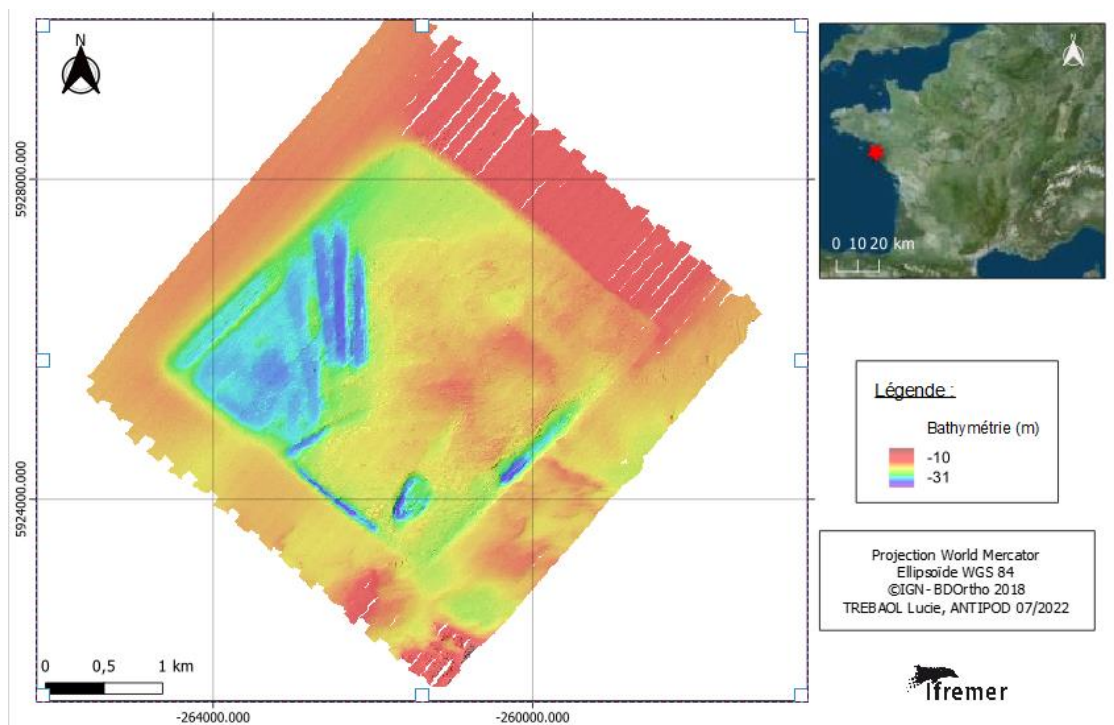 N
5928000.000
5924000.000
0 0,5 1 km
-264000.000
-260000.000
N
0 10 20 km
Légende :
Bathymétrie (m)
-10
-31
Projection World Mercator
Ellipsoïde WGS 84
©IGN-BDOrtho 2018
TREBAOL Lucie, ANTIPOD 07/2022
Ifremer